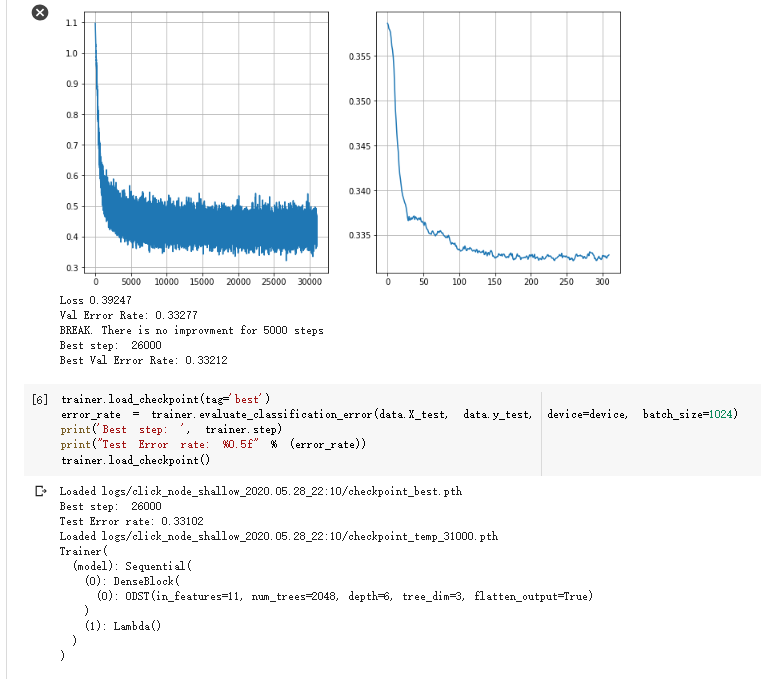 1.1
1.0
0.9
0.8
0.7
0.6
0.5
0.4
0.3
0 5000 10000 15000 20000 25000 30000
0.355
0.350
0.345
0.340
0.335
0 50 100 150 200 250 300
Loss 0.39247
Val Error Rate: 0.33277
BREAK. There is no improvment for 5000 steps
Best step:  26000
Best Val Error Rate: 0.33212
[6] trainer.load_checkpoint(tag='best')
error_rate = trainer.evaluate_classification_error(data.X_test, data.y_test, device=device, batch_size=1024)
print('Best step: ', trainer.step)
print("Test Error rate: %0.5f" % (error_rate))
trainer.load_checkpoint()
Loaded logs/click_node_shallow_2020.05.28_22:10/checkpoint_best.pth
Best step:  26000
Test Error rate: 0.33102
Loaded logs/click_node_shallow_2020.05.28_22:10/checkpoint_temp_31000.pth
Trainer(
  (model): Sequential(
    (0): DenseBlock(
      (0): ODST(in_features=11, num_trees=2048, depth=6, tree_dim=3, flatten_output=True)
    )
    (1): Lambda()
  )
)